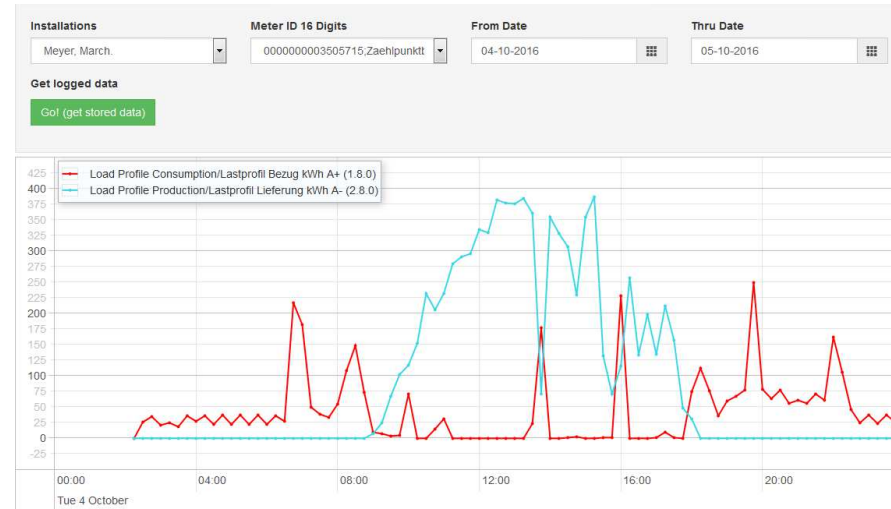 Installations Meter ID 16 Digits From Date Thru Date
Meyer, March. 0000000003505715;Zaehlpunktt 04-10-2016 05-10-2016
Get logged data
Go! (get stored data)
Load Profile Consumption/Lastprofil Bezug kWh A+ (1.8.0)
Load Profile Production/Lastprofil Lieferung kWh A- (2.8.0)
425
400
375
350
325
300
275
250
225
200
175
150
125
100
75
50
25
0
-25
00:00 04:00 08:00 12:00 16:00 20:00
Tue 4 October